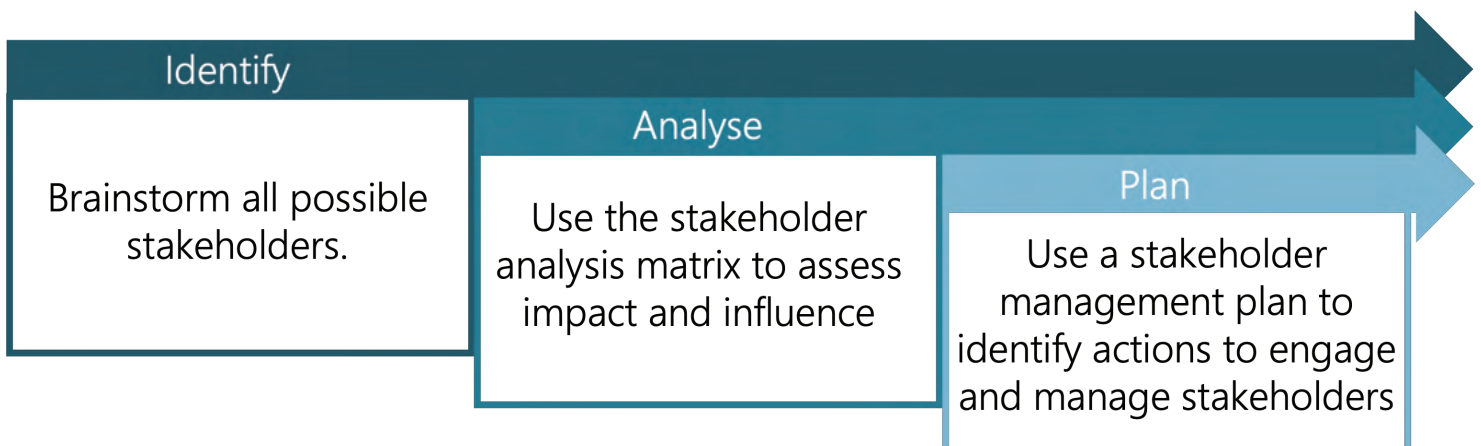 Identify
Brainstorm all possible
stakeholders.
Analyse
Use the stakeholder
analysis matrix to assess
impact and influence
Plan
Use a stakeholder
management plan to
identify actions to engage
and manage stakeholders